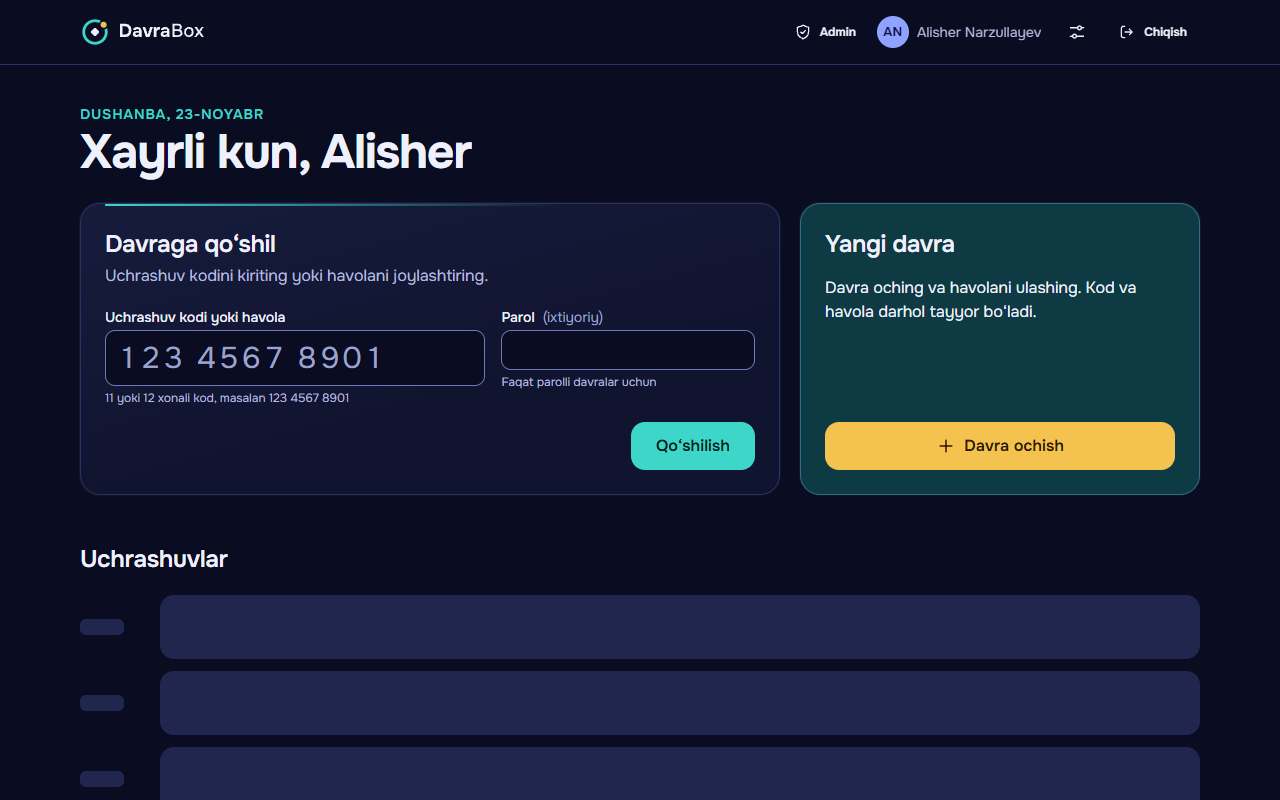 DavraBox
Admin
AN
Alisher Narzullayev
Chiqish
DUSHANBA, 23-NOYABR
Xayrli kun, Alisher
Davraga qo‘shil
Uchrashuv kodini kiriting yoki havolani joylashtiring.
Uchrashuv kodi yoki havola
123 4567 8901
11 yoki 12 xonali kod, masalan 123 4567 8901
Parol (ixtiyoriy)
Faqat parolli davralar uchun
Qo‘shilish
Yangi davra
Davra oching va havolani ulashing. Kod va
havola darhol tayyor bo‘ladi.
Davra ochish
Uchrashuvlar